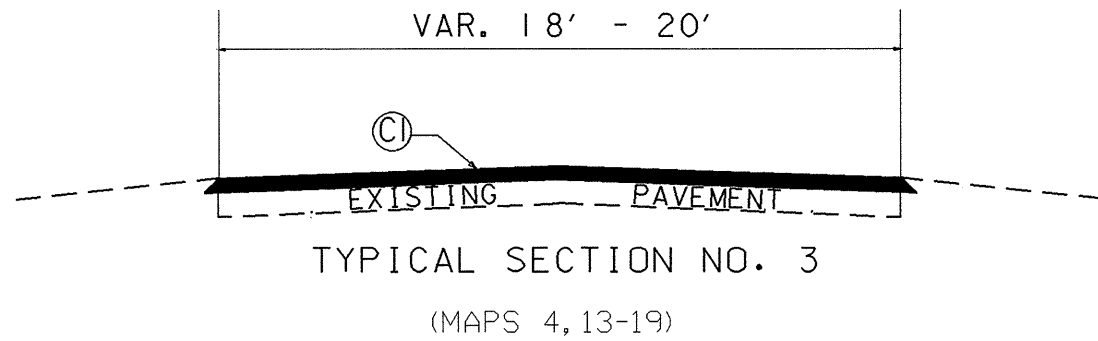 VAR. 18' - 20'
C1
EXISTING PAVEMENT
TYPICAL SECTION NO. 3
(MAPS 4,13-19)